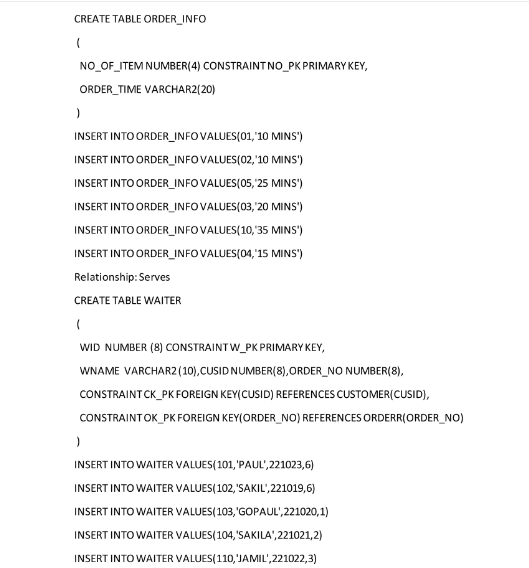 CREATE TABLE ORDER_INFO
(
NO_OF_ITEM NUMBER(4) CONSTRAINT NO_PK PRIMARY KEY,
ORDER_TIME VARCHAR2(20)
)
INSERT INTO ORDER_INFO VALUES(01,'10 MINS')
INSERT INTO ORDER_INFO VALUES(02,'10 MINS')
INSERT INTO ORDER_INFO VALUES(05,'25 MINS')
INSERT INTO ORDER_INFO VALUES(03,'20 MINS')
INSERT INTO ORDER_INFO VALUES(10,'35 MINS')
INSERT INTO ORDER_INFO VALUES(04,'15 MINS')
Relationship: Serves
CREATE TABLE WAITER
(
WID NUMBER (8) CONSTRAINT W_PK PRIMARY KEY,
WNAME VARCHAR2 (10),CUSID NUMBER(8),ORDER_NO NUMBER(8),
CONSTRAINT CK_PK FOREIGN KEY(CUSID) REFERENCES CUSTOMER(CUSID),
CONSTRAINT OK_PK FOREIGN KEY(ORDER_NO) REFERENCES ORDERR(ORDER_NO)
)
INSERT INTO WAITER VALUES(101,'PAUL',221023,6)
INSERT INTO WAITER VALUES(102,'SAKIL',221019,6)
INSERT INTO WAITER VALUES(103,'GOPAUL',221020,1)
INSERT INTO WAITER VALUES(104,'SAKILA',221021,2)
INSERT INTO WAITER VALUES(110,'JAMIL',221022,3)